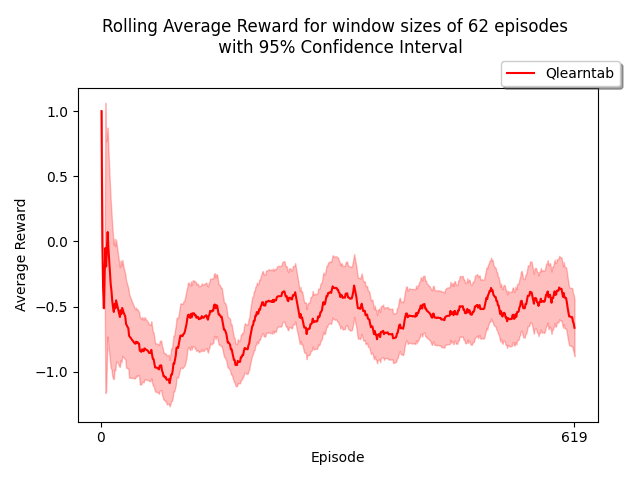 Rolling Average Reward for window sizes of 62 episodes
with 95% Confidence Interval
Qlearntab
1.0
0.5
0.0
−0.5
−1.0
Average Reward
0
619
Episode